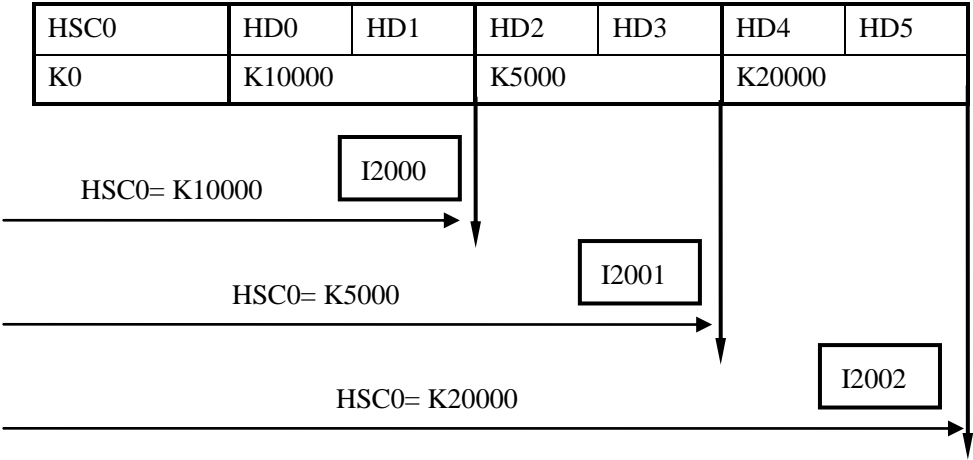 HSC0 HD0 HD1 HD2 HD3 HD4 HD5
K0 K10000 K5000 K20000
I2000
HSC0= K10000
I2001
HSC0= K5000
I2002
HSC0= K20000